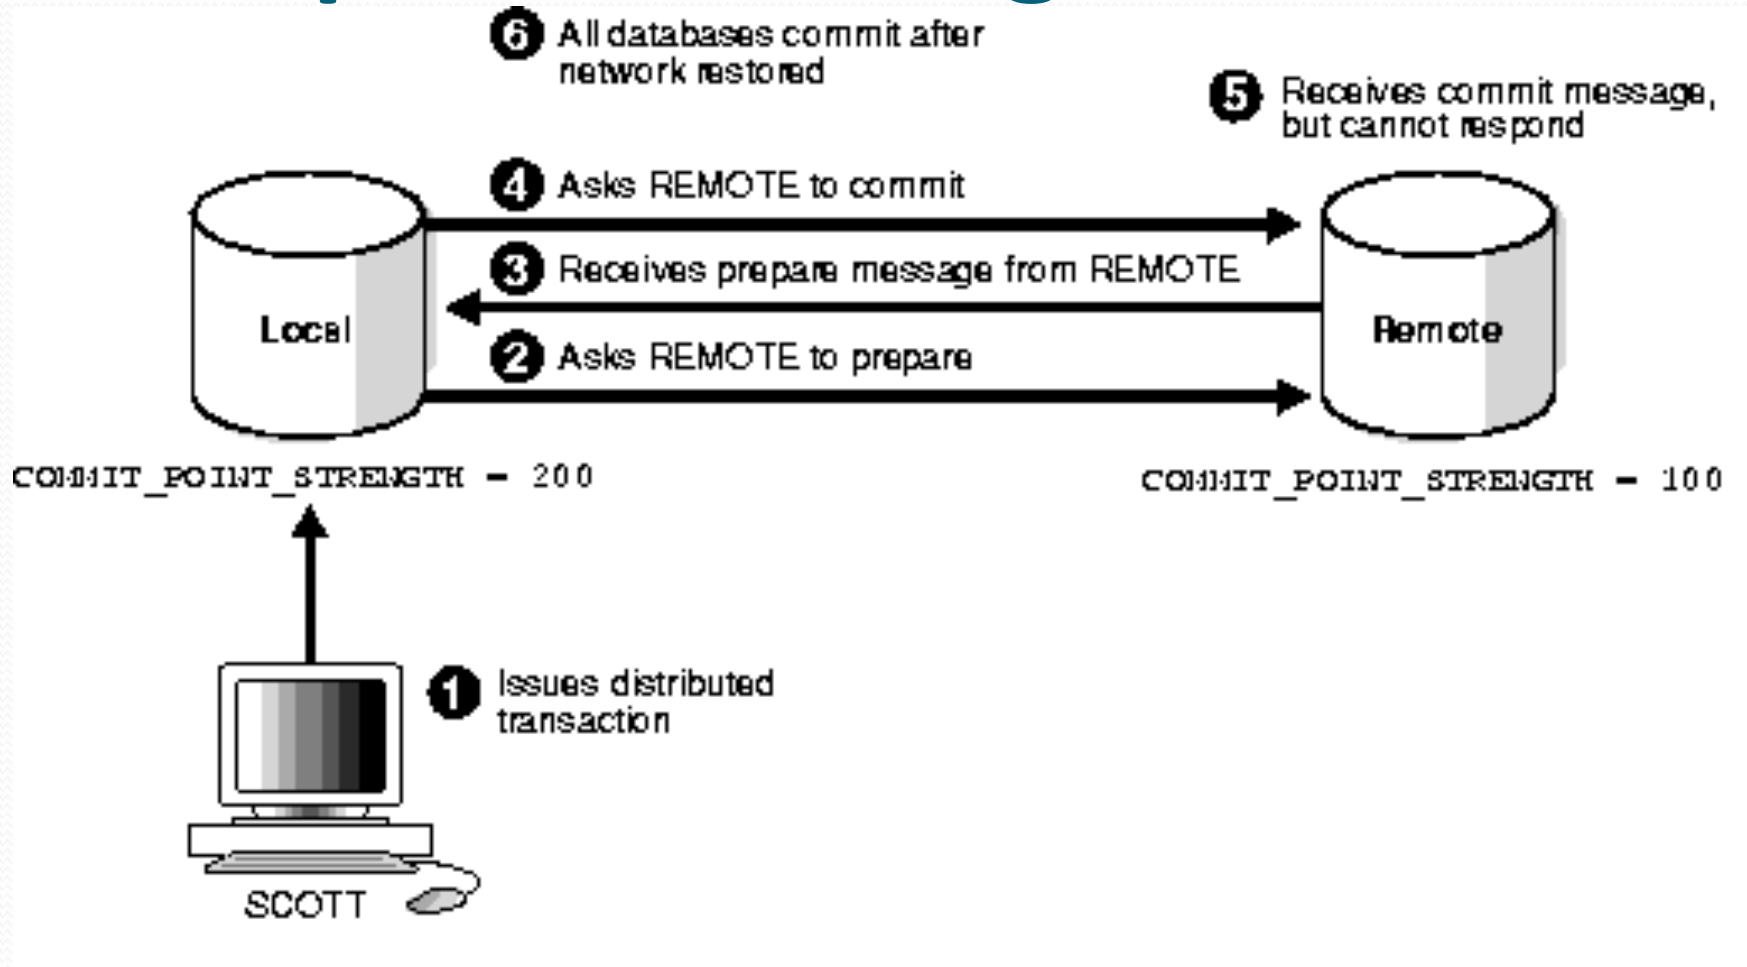 6 All databases commit after
network restored
5 Receives commit message,
but cannot respond
4 Asks REMOTE to commit
3 Receives prepare message from REMOTE
Local
Remote
2 Asks REMOTE to prepare
COMMIT_POINT_STRENGTH = 200
COMMIT_POINT_STRENGTH = 100
1 Issues distributed
transaction
SCOTT